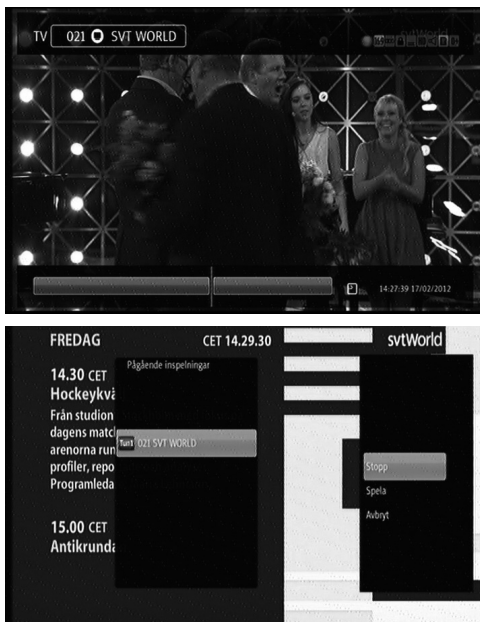 TV 021 SVT WORLD
svtWorld
14:27:39 17/02/2012
FREDAG CET 14.29.30 svtWorld
Pågående inspelningar
14.30 CET
Hockeykvä
Från studion
dagens matc
Tun1 021 SVT WORLD
arenorna run
profiler, repo
Programleda
Stopp
Spela
Avbryt
15.00 CET
Antikrunda